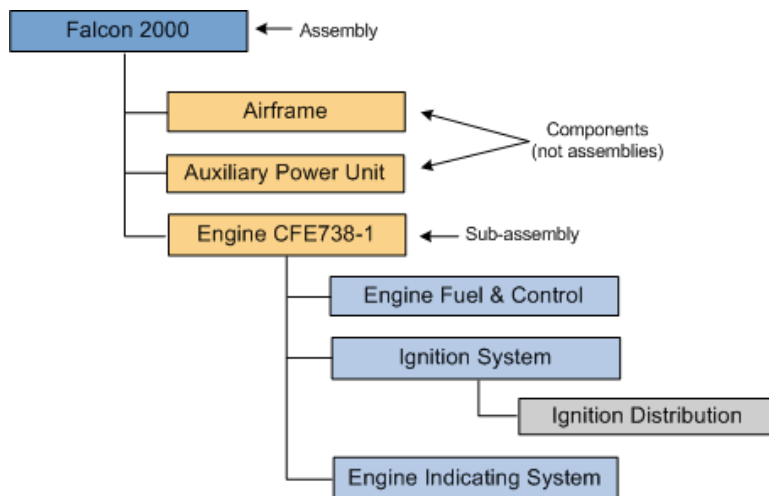 Falcon 2000
Assembly
Airframe
Components
(not assemblies)
Auxiliary Power Unit
Engine CFE738-1
Sub-assembly
Engine Fuel & Control
Ignition System
Ignition Distribution
Engine Indicating System